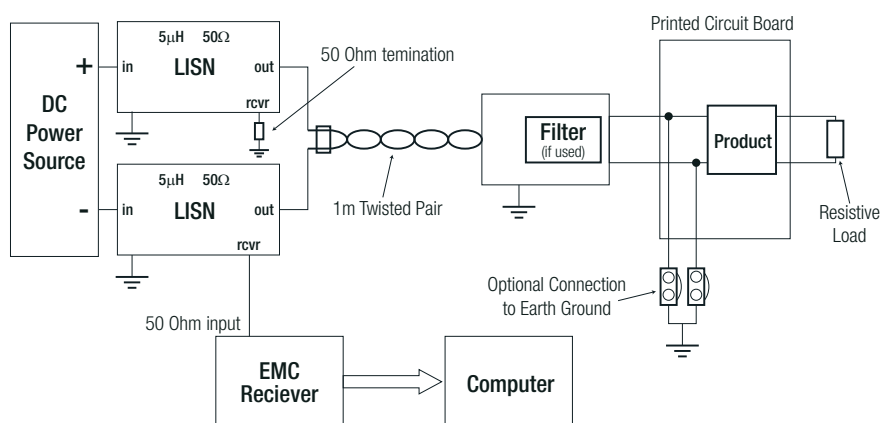 Printed Circuit Board
5μH 50Ω
LISN
in
out
rcvr
+
DC
Power
Source
-
50 Ohm temination
5μH 50Ω
LISN
in
out
rcvr
1m Twisted Pair
Filter
(if used)
Product
Resistive
Load
Optional Connection
to Earth Ground
50 Ohm input
EMC
Reciever
Computer